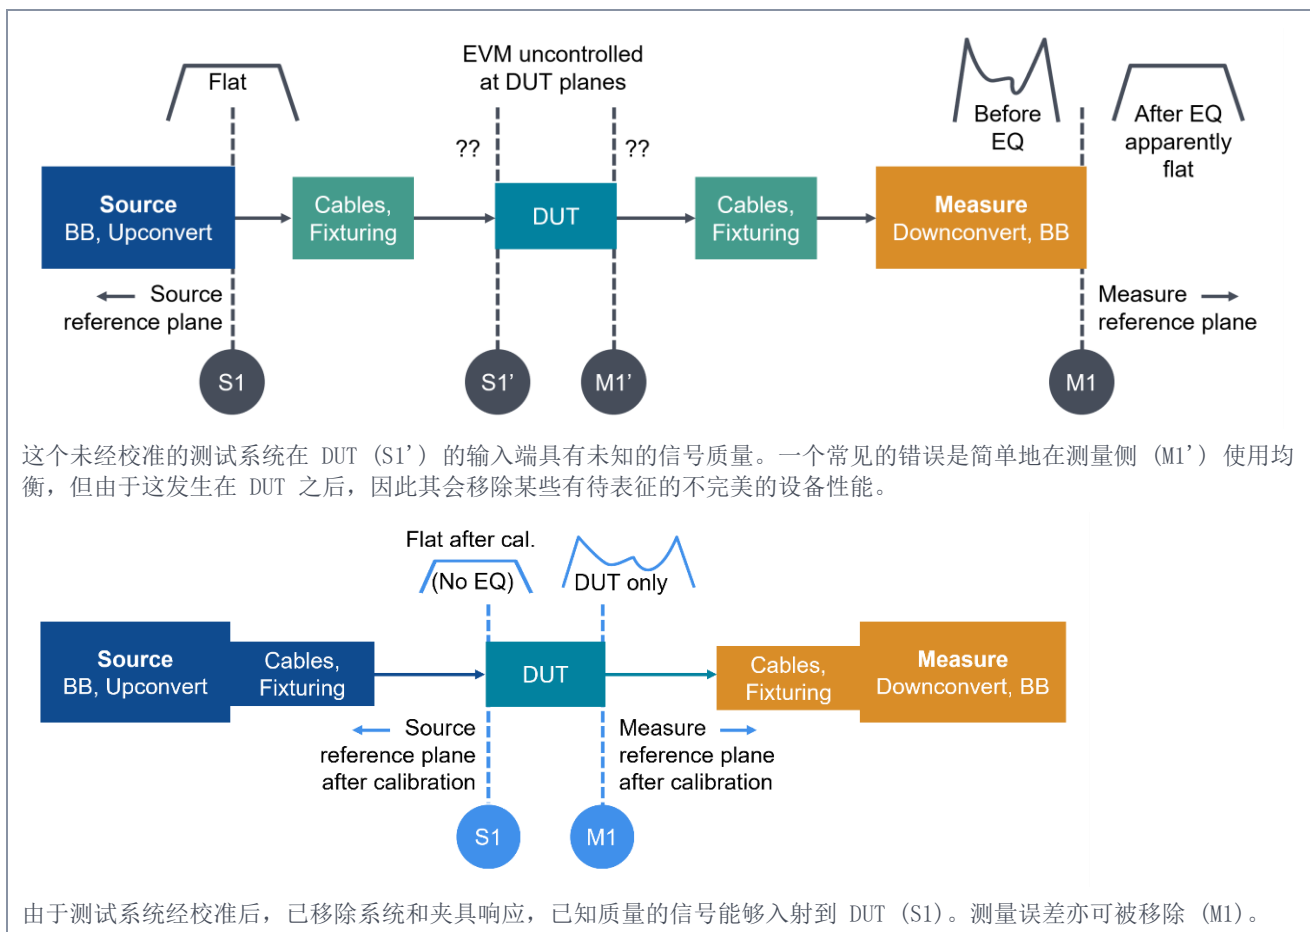 Flat
EVM uncontrolled
at DUT planes
??
??
Before
EQ
After EQ
apparently
flat
Source
BB, Upconvert
Cables,
Fixturing
DUT
Cables,
Fixturing
Measure
Downconvert, BB
Source
reference plane
Measure
reference plane
S1
S1’
M1’
M1
这个未经校准的测试系统在 DUT (S1’) 的输入端具有未知的信号质量。一个常见的错误是简单地在测量侧 (M1’) 使用均
衡，但由于这发生在 DUT 之后，因此其会移除某些有待表征的不完美的设备性能。
Flat after cal.
(No EQ)
DUT only
Source
BB, Upconvert
Cables,
Fixturing
DUT
Cables,
Fixturing
Measure
Downconvert, BB
Source
reference plane
after calibration
Measure
reference plane
after calibration
S1
M1
由于测试系统经校准后，已移除系统和夹具响应，已知质量的信号能够入射到 DUT (S1)。测量误差亦可被移除 (M1)。